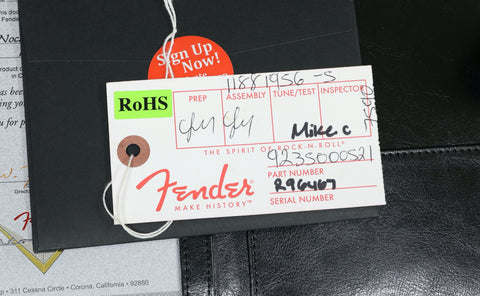 Sign Up
Now!
11881956-S
RoHS
PREP ASSEMBLY TUNE/TEST INSPECTOR
Mike C
THE SPIRIT OF ROCK-N-ROLL®
9235000521
PART NUMBER
Fender
R96467
MAKE HISTORY™
SERIAL NUMBER
311 Cessna Circle • Corona, California • 92880